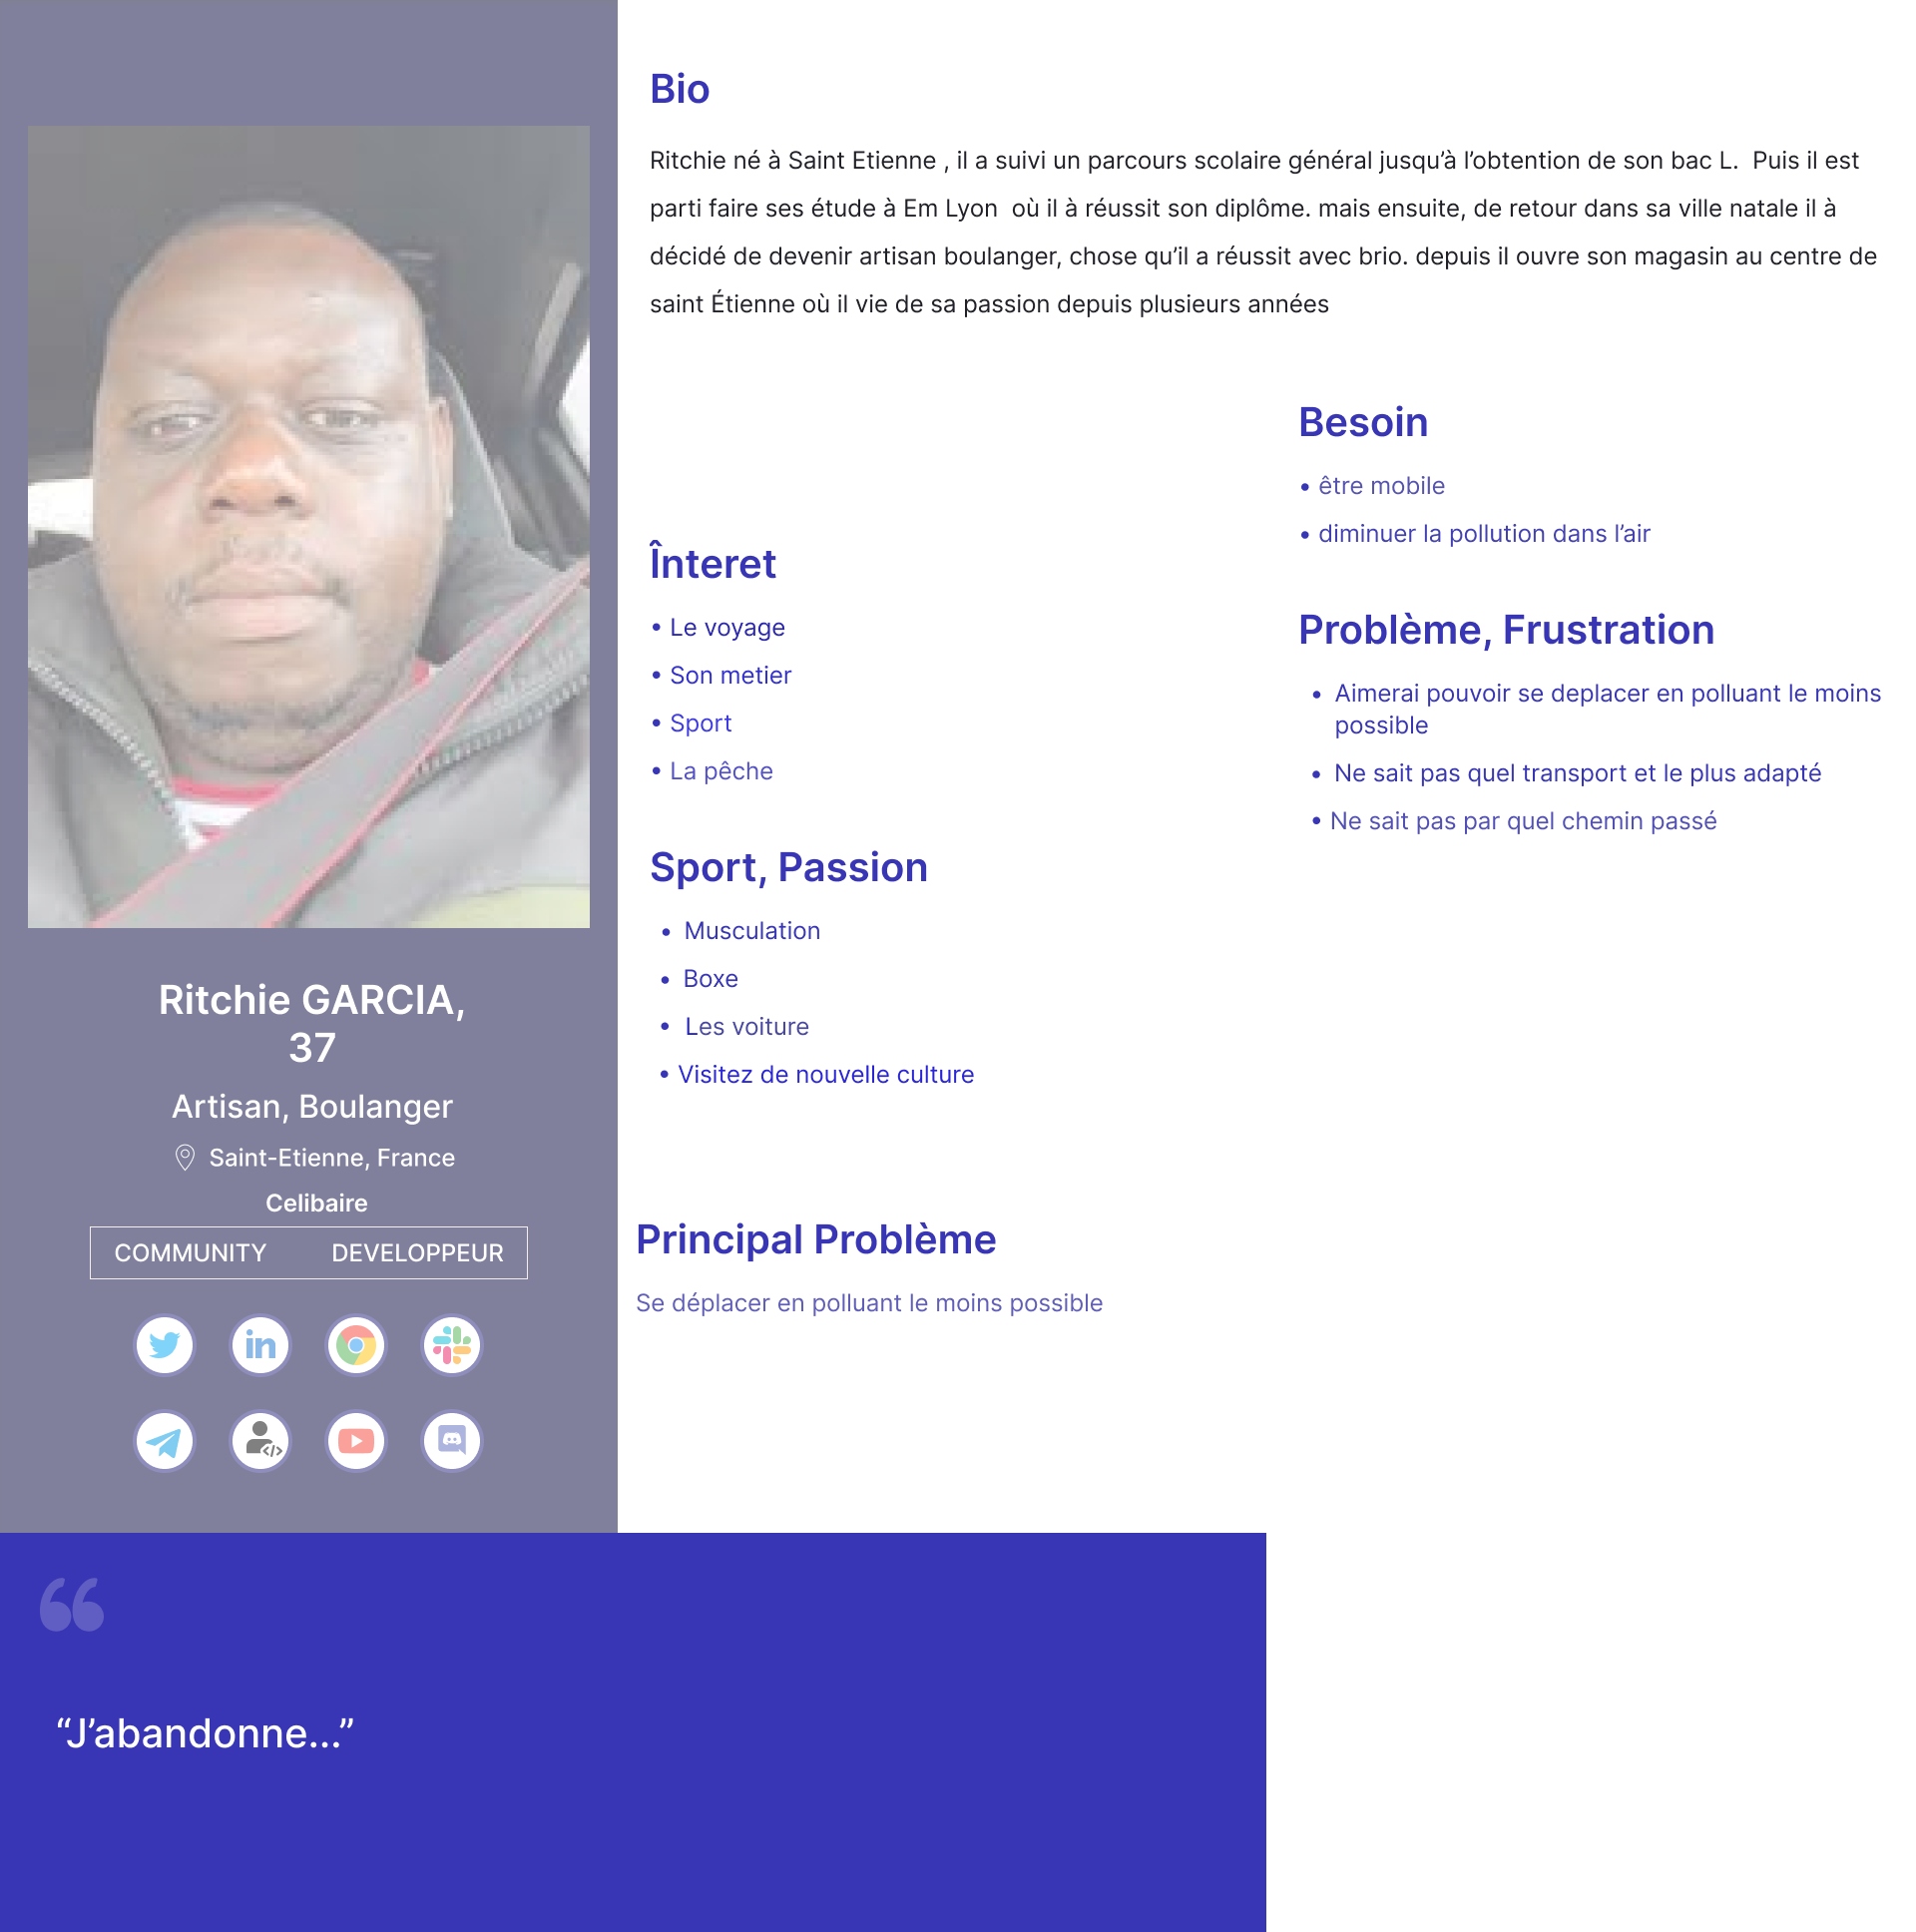 Bio
Ritchie né à Saint Etienne , il a suivi un parcours scolaire général jusqu’à l’obtention de son bac L.  Puis il est
parti faire ses étude à Em Lyon  où il à réussit son diplôme. mais ensuite, de retour dans sa ville natale il à
décidé de devenir artisan boulanger, chose qu’il a réussit avec brio. depuis il ouvre son magasin au centre de
saint Étienne où il vie de sa passion depuis plusieurs années
Înteret
• Le voyage
• Son metier
• Sport
• La pêche
Sport, Passion
• Musculation
• Boxe
• Les voiture
• Visitez de nouvelle culture
Besoin
• être mobile
• diminuer la pollution dans l’air
Problème, Frustration
• Aimerai pouvoir se deplacer en polluant le moins
possible
• Ne sait pas quel transport et le plus adapté
• Ne sait pas par quel chemin passé
Principal Problème
Se déplacer en polluant le moins possible
Ritchie GARCIA,
37
Artisan, Boulanger
Saint-Etienne, France
Celibaire
COMMUNITY DEVELOPPEUR
in
“
“J’abandonne...”